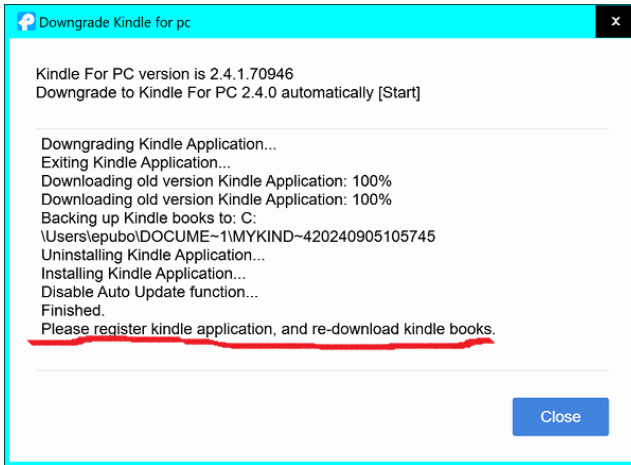 Downgrade Kindle for pc
Kindle For PC version is 2.4.1.70946
Downgrade to Kindle For PC 2.4.0 automatically [Start]
Downgrading Kindle Application...
Exiting Kindle Application...
Downloading old version Kindle Application: 100%
Downloading old version Kindle Application: 100%
Backing up Kindle books to: C:
\Users\epubo\DOCUME~1\MYKIND~420240905105745
Uninstalling Kindle Application...
Installing Kindle Application...
Disable Auto Update function...
Finished.
Please register kindle application, and re-download kindle books.
Close